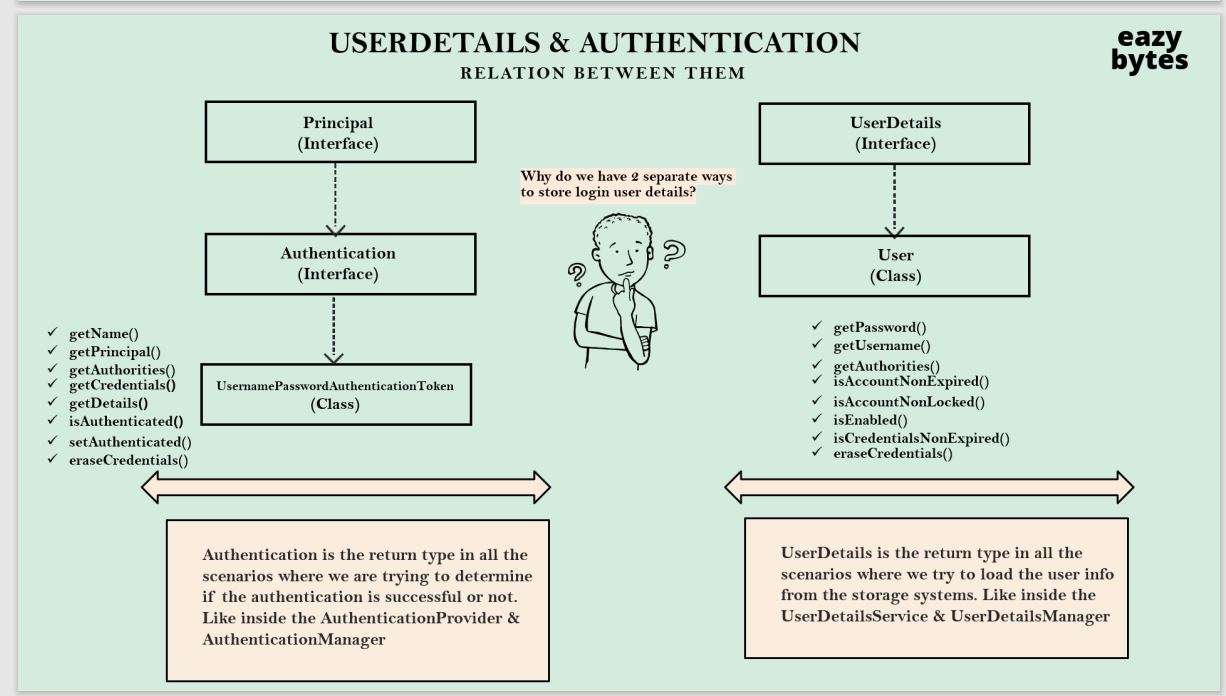 USERDETAILS & AUTHENTICATION
RELATION BETWEEN THEM
eazy
bytes
Principal
(Interface)
Authentication
(Interface)
UsernamePasswordAuthenticationToken
(Class)
✓ getName()
✓ getPrincipal()
✓ getAuthorities()
✓ getCredentials()
✓ getDetails()
✓ isAuthenticated()
✓ setAuthenticated()
✓ eraseCredentials()
Authentication is the return type in all the
scenarios where we are trying to determine
if the authentication is successful or not.
Like inside the AuthenticationProvider &
AuthenticationManager
Why do we have 2 separate ways
to store login user details?
? ?
UserDetails
(Interface)
User
(Class)
✓ getPassword()
✓ getUsername()
✓ getAuthorities()
✓ isAccountNonExpired()
✓ isAccountNonLocked()
✓ isEnabled()
✓ isCredentialsNonExpired()
✓ eraseCredentials()
UserDetails is the return type in all the
scenarios where we try to load the user info
from the storage systems. Like inside the
UserDetailsService & UserDetailsManager